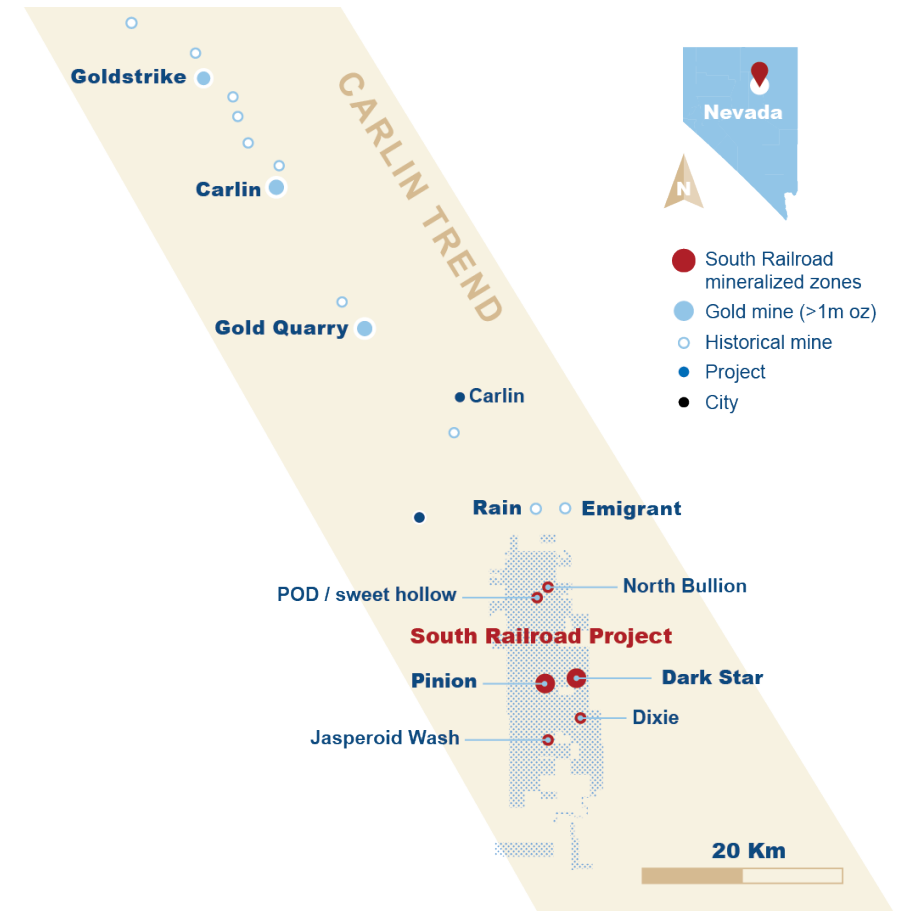 Goldstrike
CARLIN TREND
Nevada
Carlin
N
South Railroad
mineralized zones
Gold mine (>1m oz)
Historical mine
Project
City
Gold Quarry
Carlin
Rain
Emigrant
North Bullion
POD / sweet hollow
South Railroad Project
Pinion
Dark Star
Dixie
Jasperoid Wash
20 Km